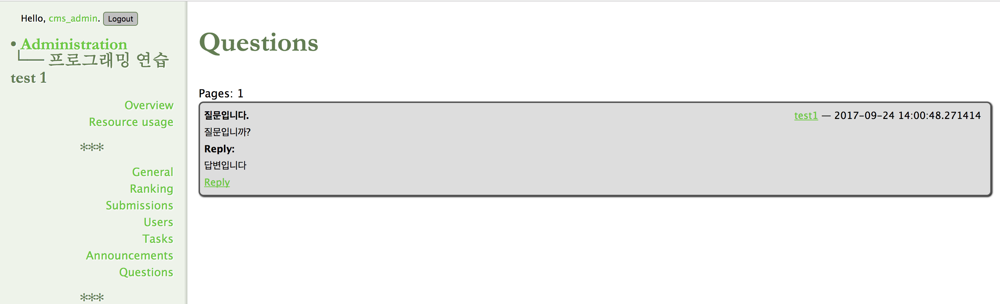 Hello, cms_admin. Logout
• Administration
└── 프로그래밍 연습
test 1
Overview
Resource usage
***
General
Ranking
Submissions
Users
Tasks
Announcements
Questions
***
Questions
Pages: 1
질문입니다. test1 — 2017-09-24 14:00:48.271414
질문입니까?
Reply:
답변입니다
Reply